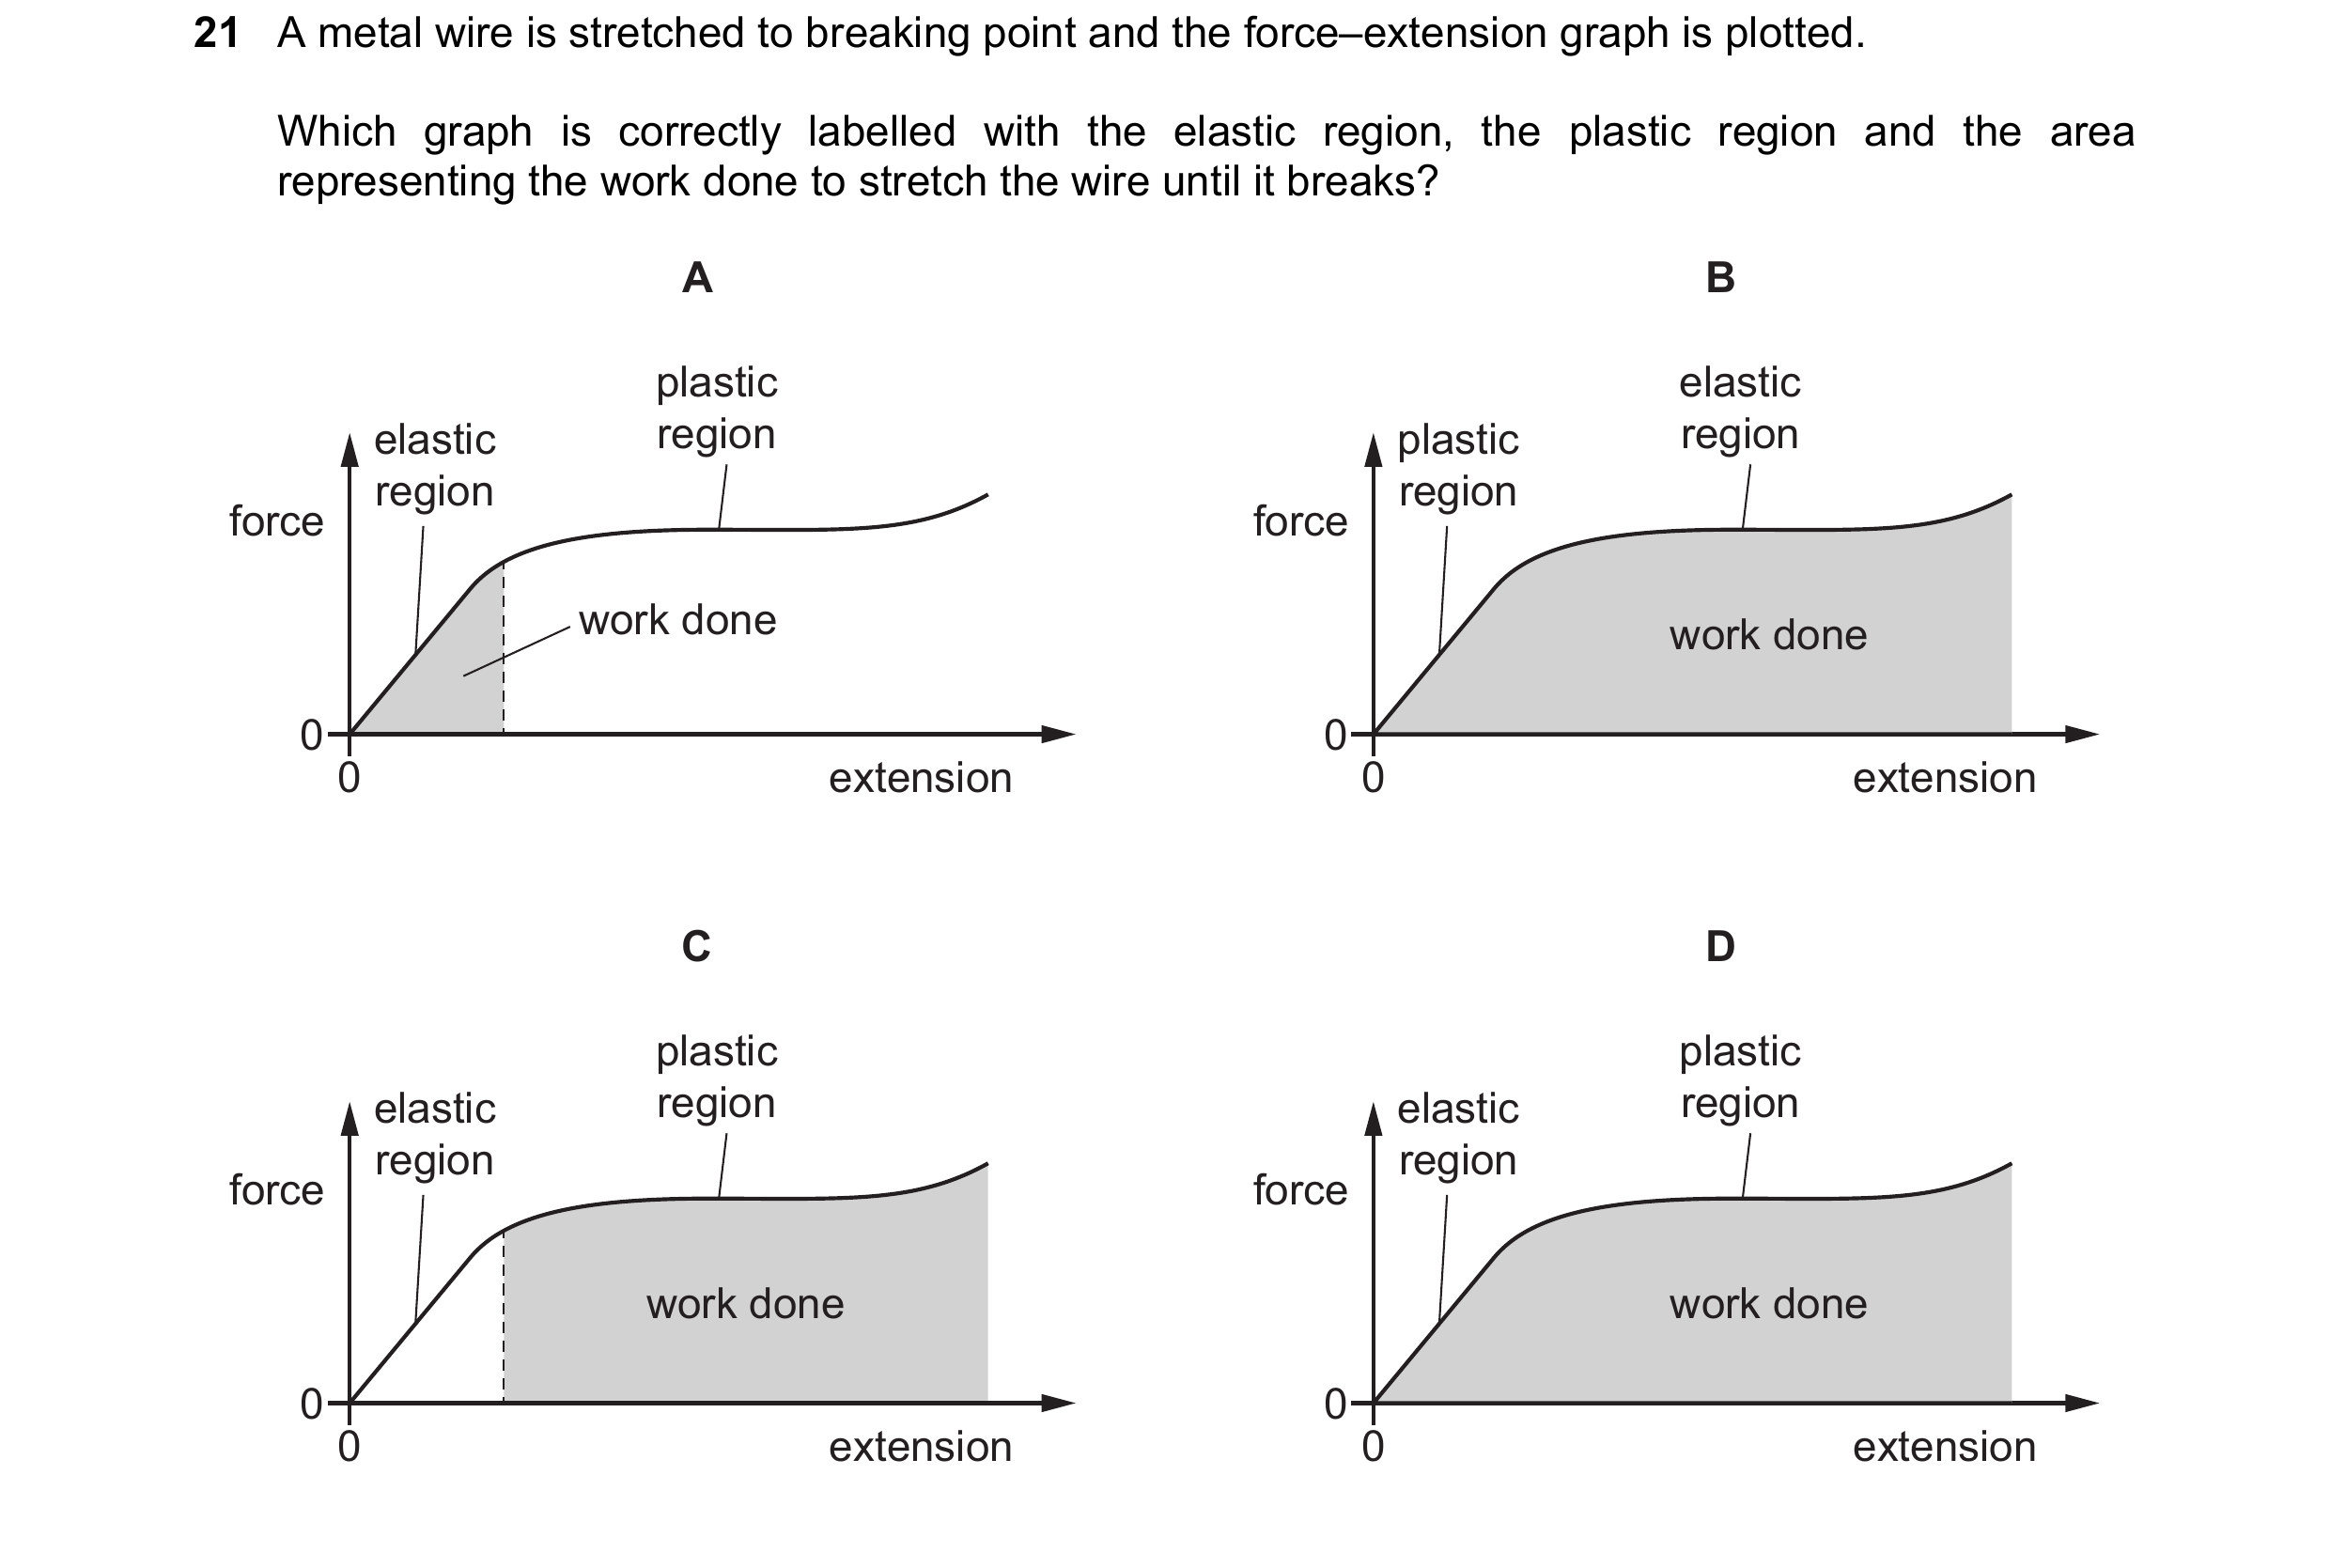 21 A metal wire is stretched to breaking point and the force–extension graph is plotted.
Which graph is correctly labelled with the elastic region, the plastic region and the area
representing the work done to stretch the wire until it breaks?
A
plastic
region
elastic
region
force
work done
0
0
extension
B
elastic
region
plastic
region
force
work done
0
0
extension
C
plastic
region
elastic
region
force
work done
0
0
extension
D
plastic
region
elastic
region
force
work done
0
0
extension